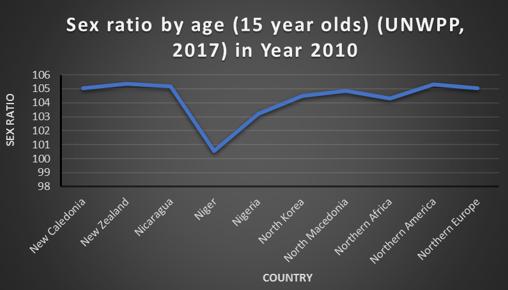 Sex ratio by age (15 year olds) (UNWPP,
2017) in Year 2010
SEX RATIO
106
105
104
103
102
101
100
99
98
New Caledonia
New Zealand
Nicaragua
Niger
Nigeria
North Korea
North Macedonia
Northern Africa
Northern America
Northern Europe
COUNTRY